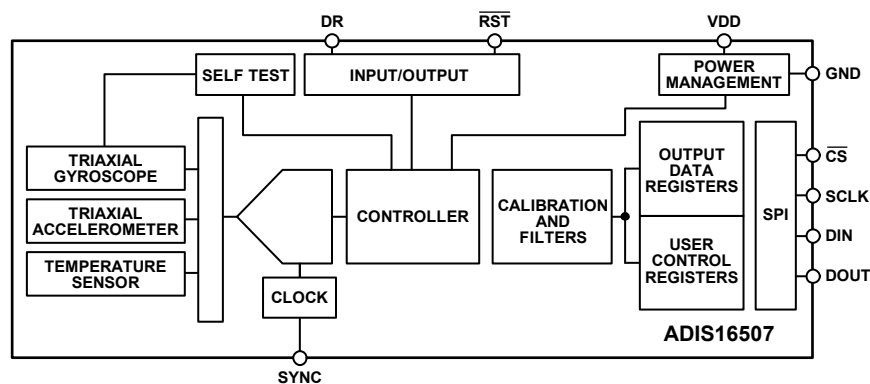 DR
RST
VDD
SELF TEST
INPUT/OUTPUT
POWER
MANAGEMENT
GND
TRIAXIAL
GYROSCOPE
TRIAXIAL
ACCELEROMETER
TEMPERATURE
SENSOR
CLOCK
CONTROLLER
CALIBRATION
AND
FILTERS
OUTPUT
DATA
REGISTERS
USER
CONTROL
REGISTERS
SPI
CS
SCLK
DIN
DOUT
ADIS16507
SYNC